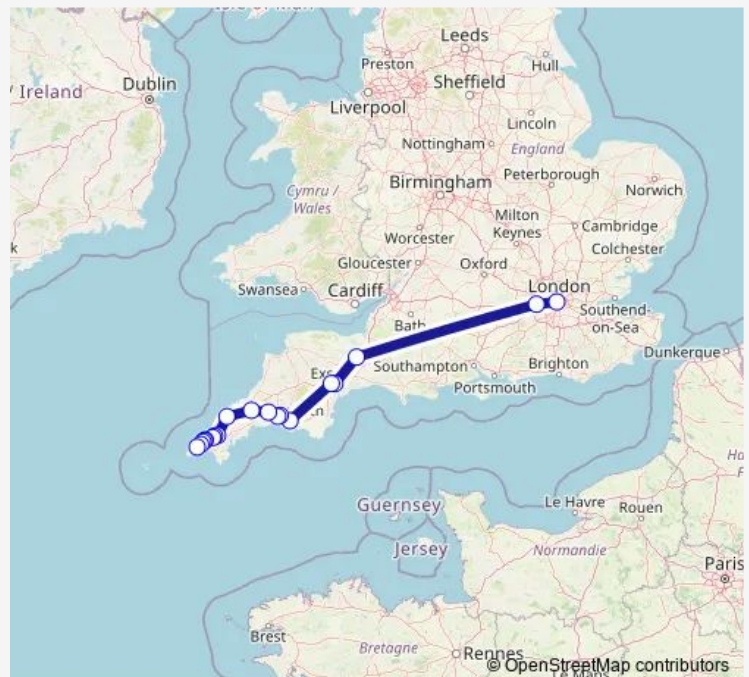 Leeds
Preston
Hull
Dublin
Sheffield
/ Ireland
Liverpool
Lincoln
Nottingham
England
Birmingham
Peterborough
Norwich
Cymru /
Wales
Milton
Keynes
Cambridge
Worcester
Colchester
Gloucester
Oxford
Swansea
Cardiff
London
Southend-
on-Sea
Bath
Dunkerque
Southampton
Brighton
Portsmouth
Guernsey
Le Havre
Rouen
Jersey
Normandie
Paris
Brest
Bretagne
Rennes
© OpenStreetMap contributors